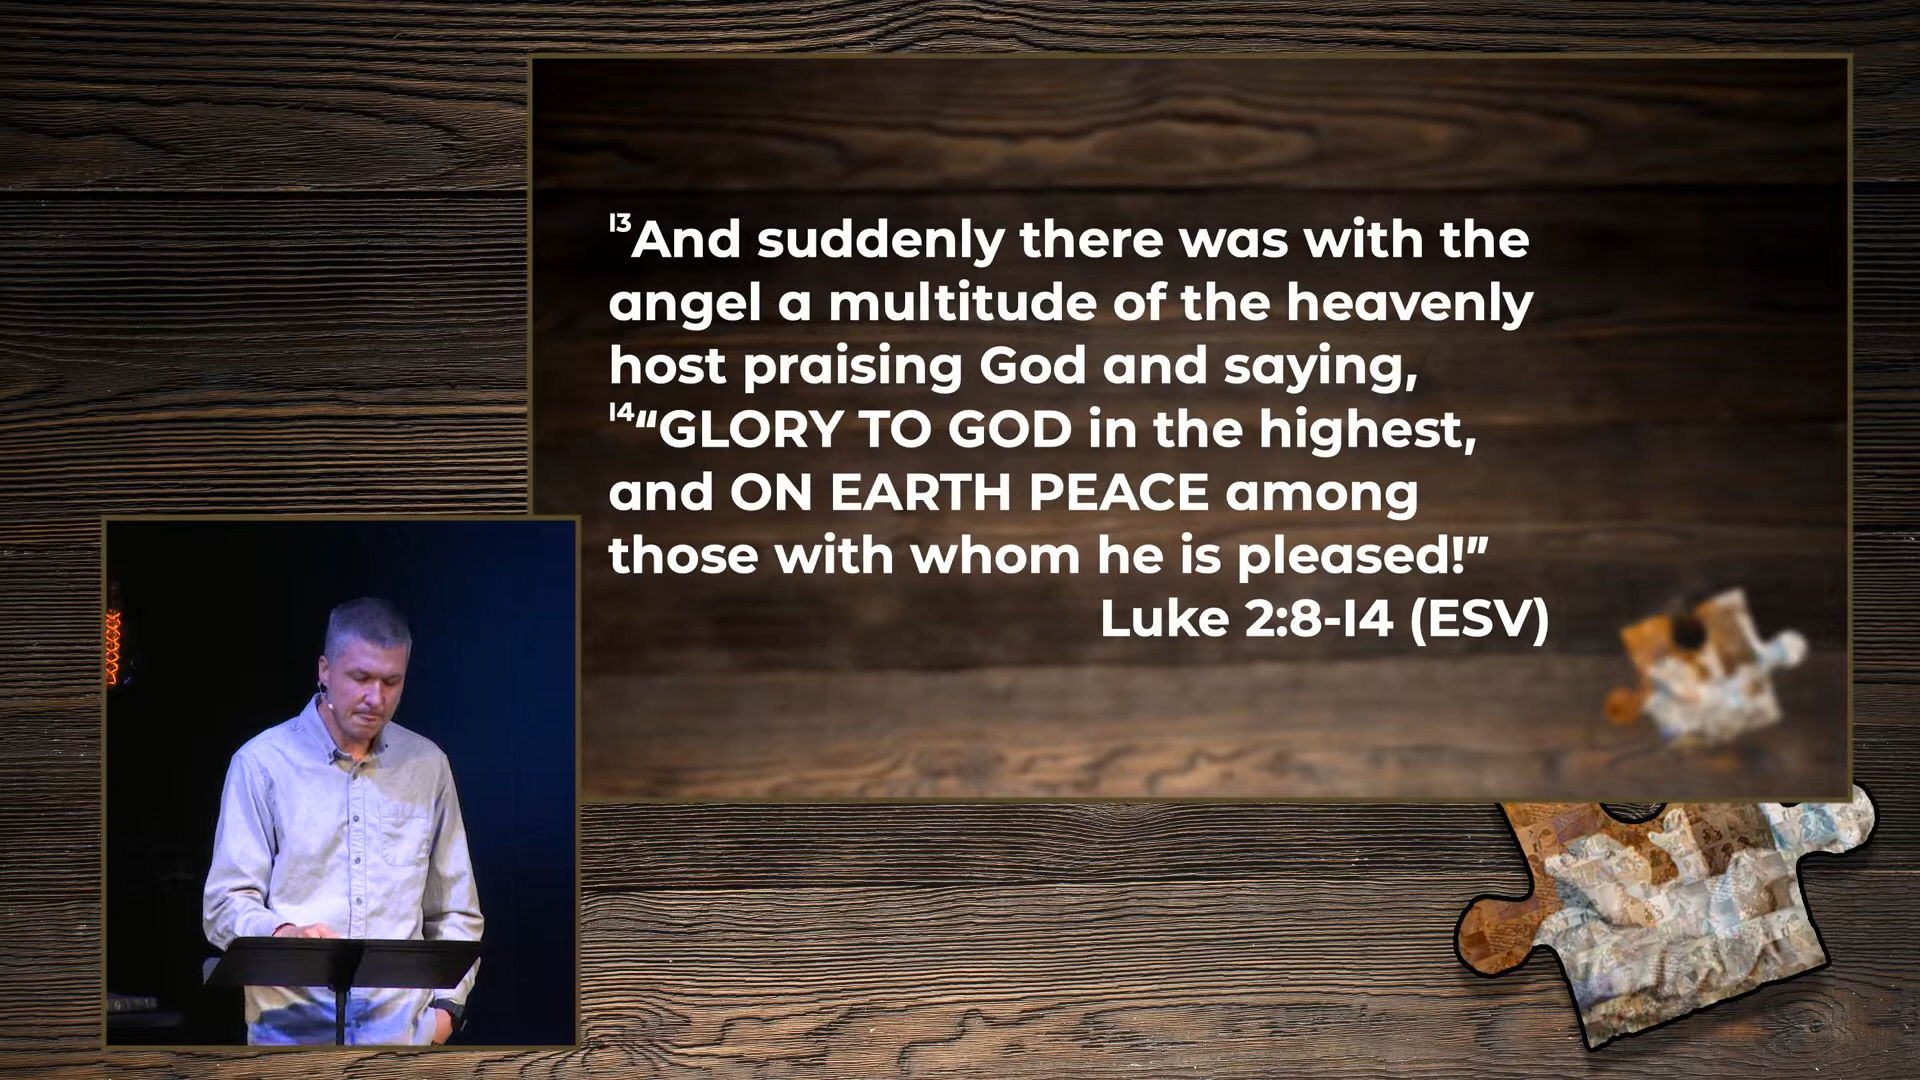 13And suddenly there was with the
angel a multitude of the heavenly
host praising God and saying,
14“GLORY TO GOD in the highest,
and ON EARTH PEACE among
those with whom he is pleased!”
Luke 2:8-14 (ESV)